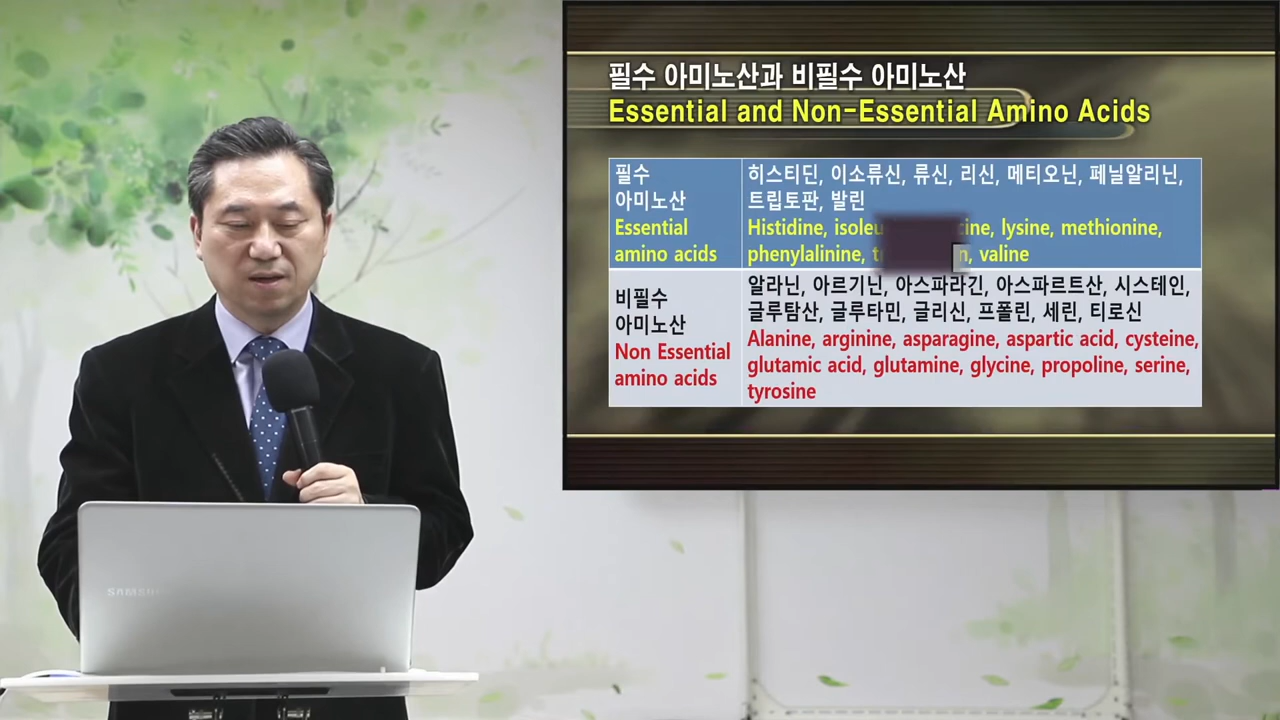 필수 아미노산과 비필수 아미노산
Essential and Non-Essential Amino Acids
필수
아미노산
Essential
amino acids
히스티딘, 이소류신, 류신, 리신, 메티오닌, 페닐알리닌,
트립토판, 발린
Histidine, lysine, methionine,
phenylalinine, valine
비필수
아미노산
Non Essential
amino acids
알라닌, 아르기닌, 아스파라긴, 아스파르트산, 시스테인,
글루탐산, 글루타민, 글리신, 프폴린, 세린, 티로신
Alanine, arginine, asparagine, aspartic acid, cysteine,
glutamic acid, glutamine, glycine, propoline, serine,
tyrosine
SAMSUNG